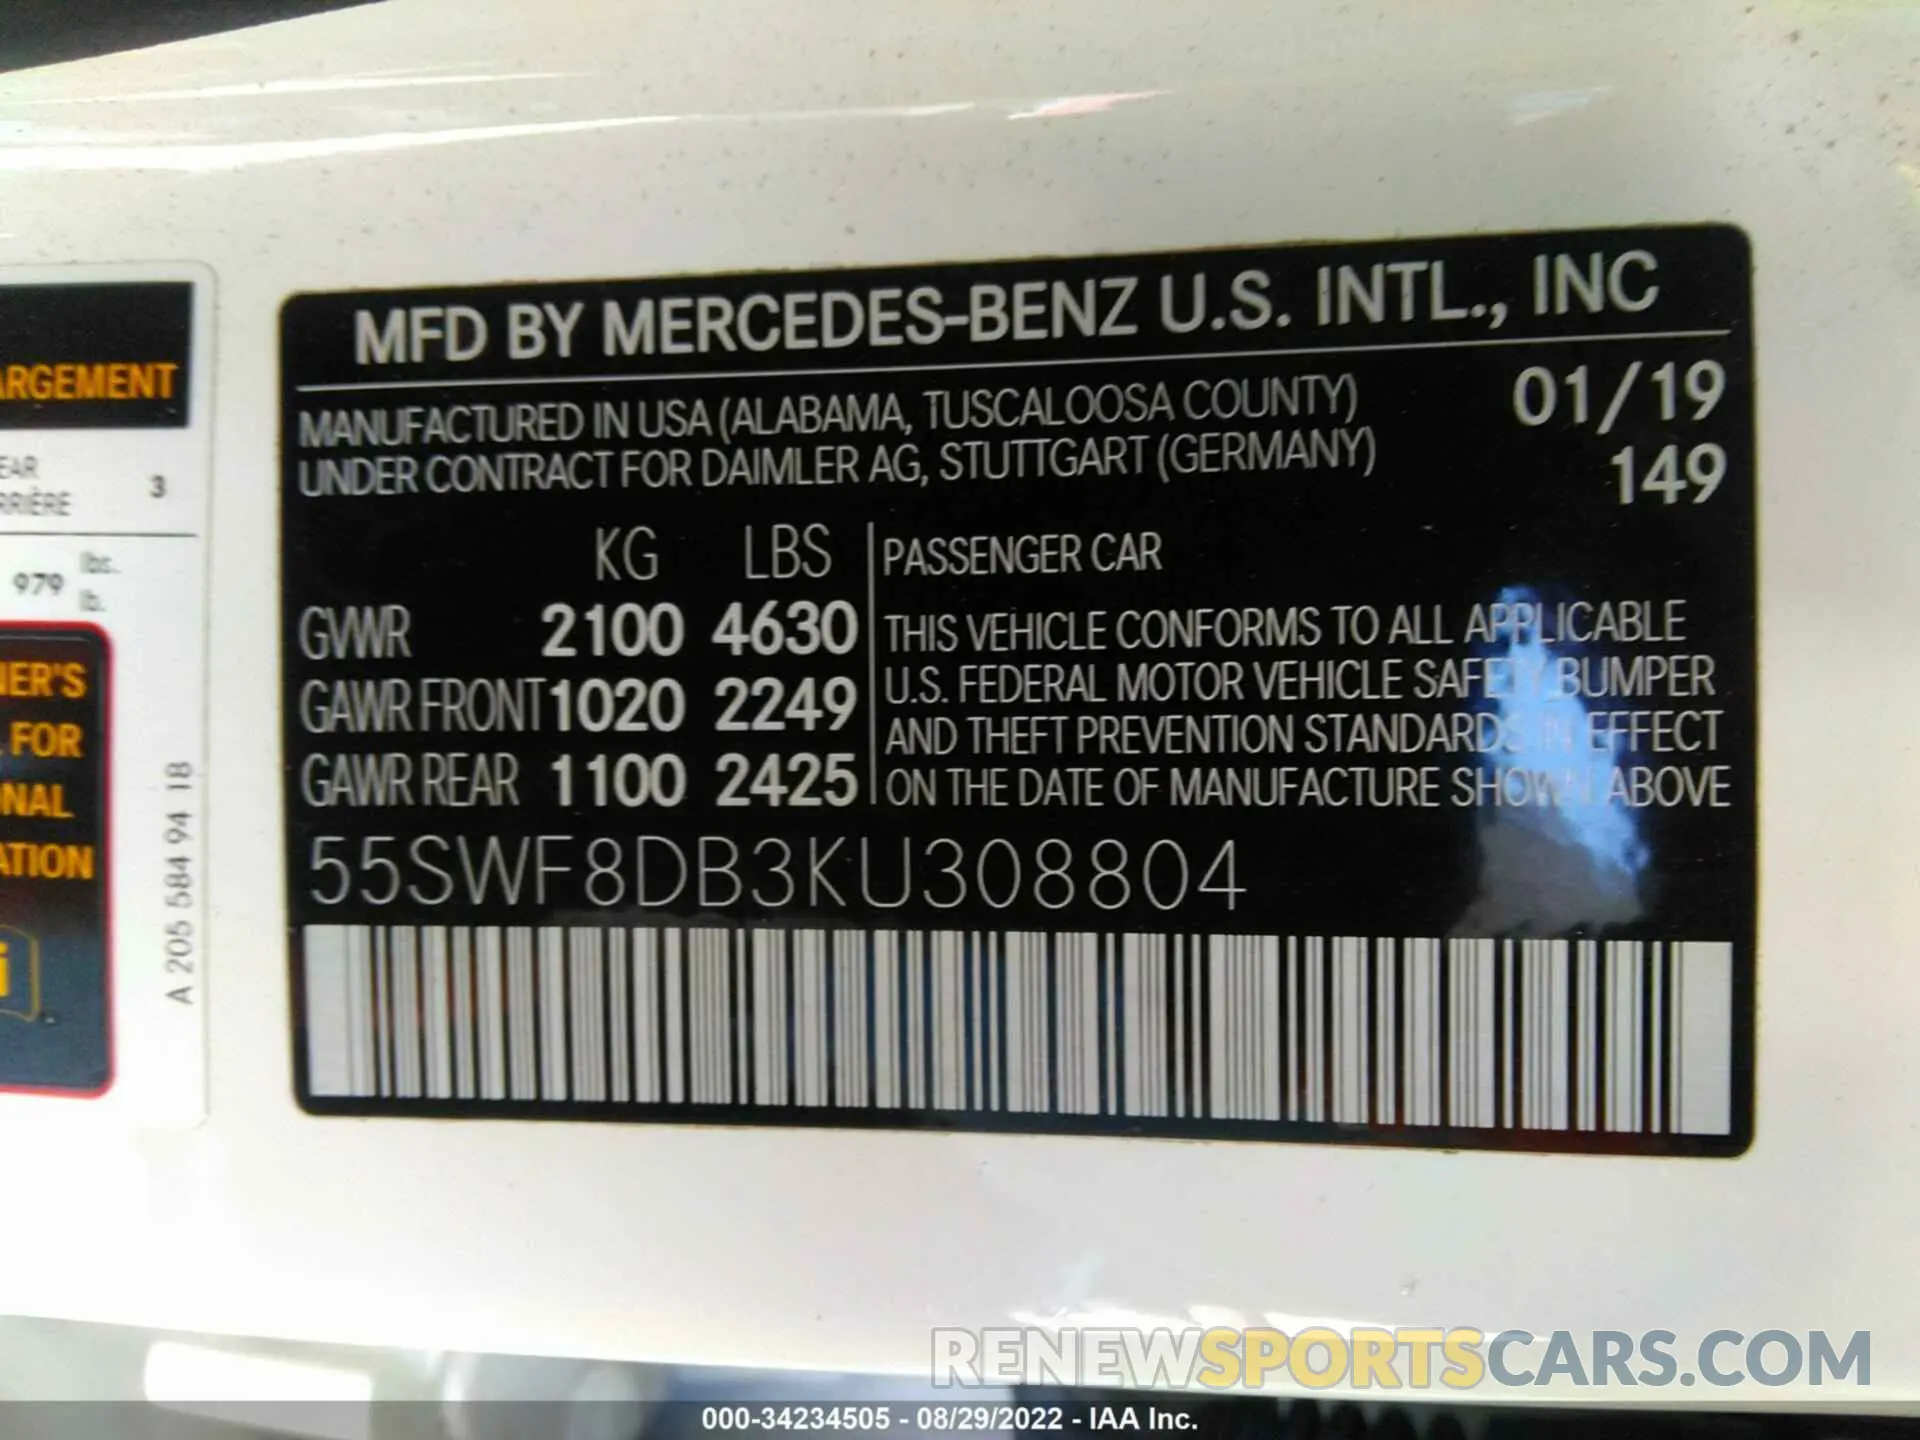 MFD BY MERCEDES-BENZ U.S. INTL., INC
MANUFACTURED IN USA (ALABAMA, TUSCALOOSA COUNTY) 01/19
UNDER CONTRACT FOR DAIMLER AG, STUTTGART (GERMANY) 149
KG LBS
GVWR 2100 4630
GAWR FRONT 1020 2249
GAWR REAR 1100 2425
PASSENGER CAR
THIS VEHICLE CONFORMS TO ALL APPLICABLE
U.S. FEDERAL MOTOR VEHICLE SAFETY BUMPER
AND THEFT PREVENTION STANDARDS IN EFFECT
ON THE DATE OF MANUFACTURE SHOWN ABOVE
55SWF8DB3KU308804
ARGEMENT
EAR 3
RRIÈRE
979 lbs.
lb.
NER'S
FOR
NAL
ATION
i
A 205 584 94 18
RENEWSPORTSCARS.COM
000-34234505 - 08/29/2022 - IAA Inc.